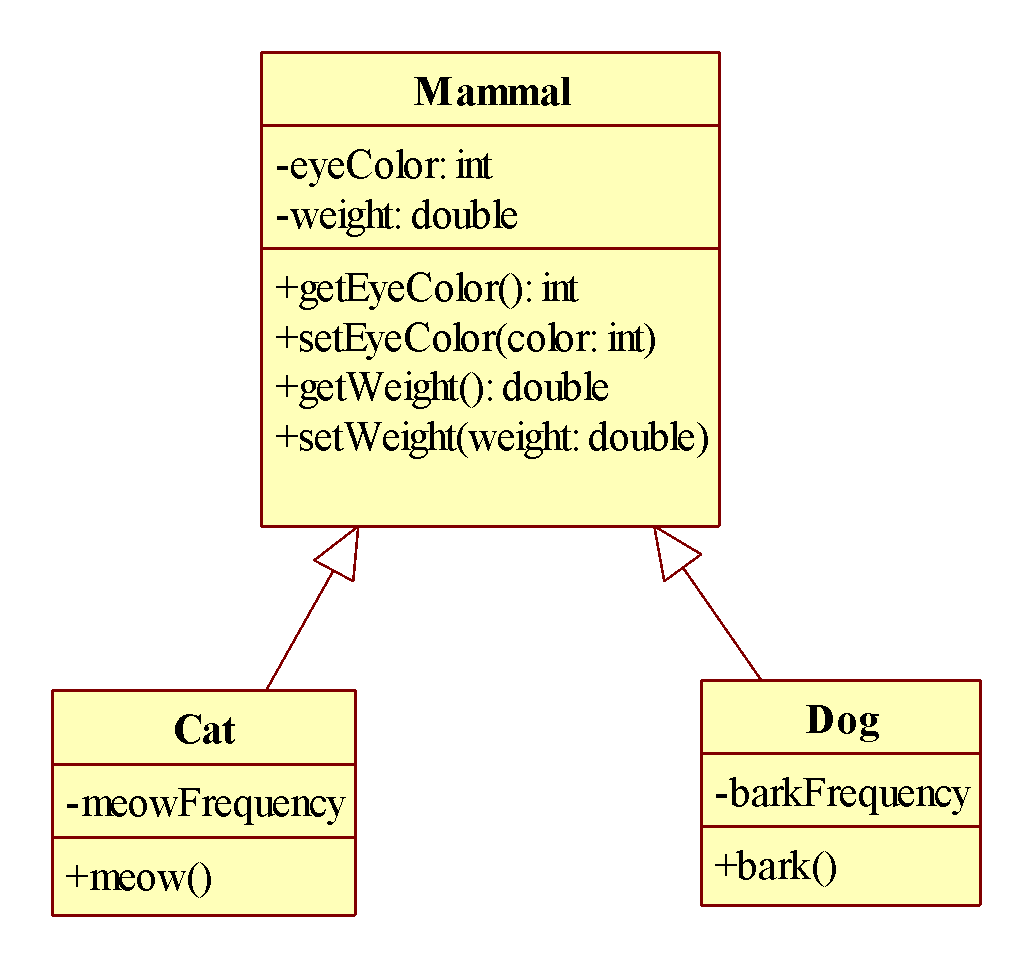 Mammal
-eyeColor: int
-weight: double
+getEyeColor(): int
+setEyeColor(color: int)
+getWeight(): double
+setWeight(weight: double)
Cat
-meowFrequency
+meow()
Dog
-barkFrequency
+bark()